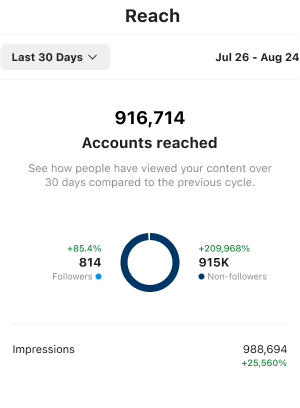 Reach
Last 30 Days
Jul 26 - Aug 24
916,714
Accounts reached
See how people have viewed your content over
30 days compared to the previous cycle.
+85.4%
814
Followers
+209,968%
915K
Non-followers
Impressions
988,694
+25,560%